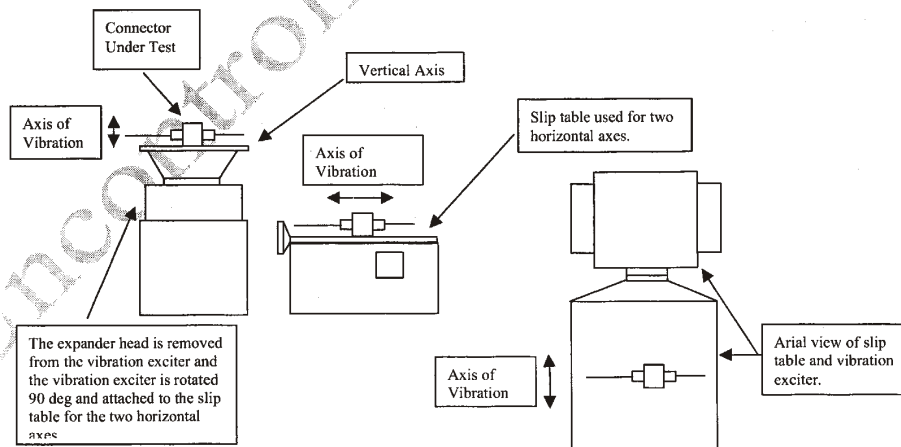 Connector
Under Test
Vertical Axis
Axis of
Vibration
Slip table used for two
horizontal axes.
Axis of
Vibration
The expander head is removed
from the vibration exciter and
the vibration exciter is rotated
90 deg and attached to the slip
table for the two horizontal
axes
Axis of
Vibration
Arial view of slip
table and vibration
exciter.
uncontrol